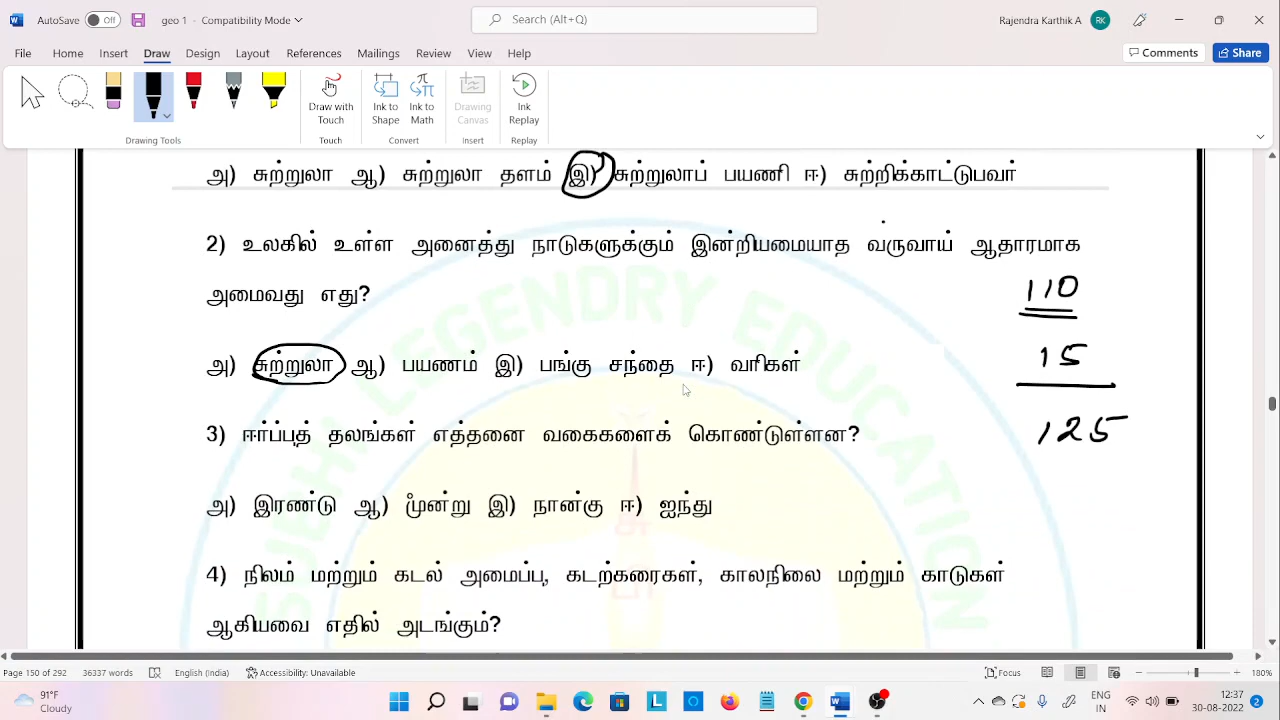 AutoSave Off geo 1 - Compatibility Mode Search (Alt+Q) Rajendra Karthik A RK
File Home Insert Draw Design Layout References Mailings Review View Help Comments Share
Draw with Touch Ink to Shape Ink to Math Drawing Canvas Ink Replay
Drawing Tools Touch Convert Insert Replay
அ) சுற்றுலா ஆ) சுற்றுலா தளம் இ) சுற்றுலாப் பயணி ஈ) சுற்றிக்காட்டுபவர்
2) உலகில் உள்ள அனைத்து நாடுகளுக்கும் இன்றியமையாத வருவாய் ஆதாரமாக
அமைவது எது?
110
அ) சுற்றுலா ஆ) பயணம் இ) பங்கு சந்தை ஈ) வரிகள்
15
3) ஈர்ப்பத் தலங்கள் எத்தனை வகைகளைக் கொண்டுள்ளன?
125
அ) இரண்டு ஆ) மூன்று இ) நான்கு ஈ) ஐந்து
4) நிலம் மற்றும் கடல் அமைப்ப, கடற்கரைகள், காலநிலை மற்றும் காடுகள்
ஆகியவை எதில் அடங்கும்?
LEGENDRY EDUCATION
Page 150 of 292 36337 words English (India) Accessibility: Unavailable Focus 180%
91°F ENG 12:37
Cloudy IN 30-08-2022 2